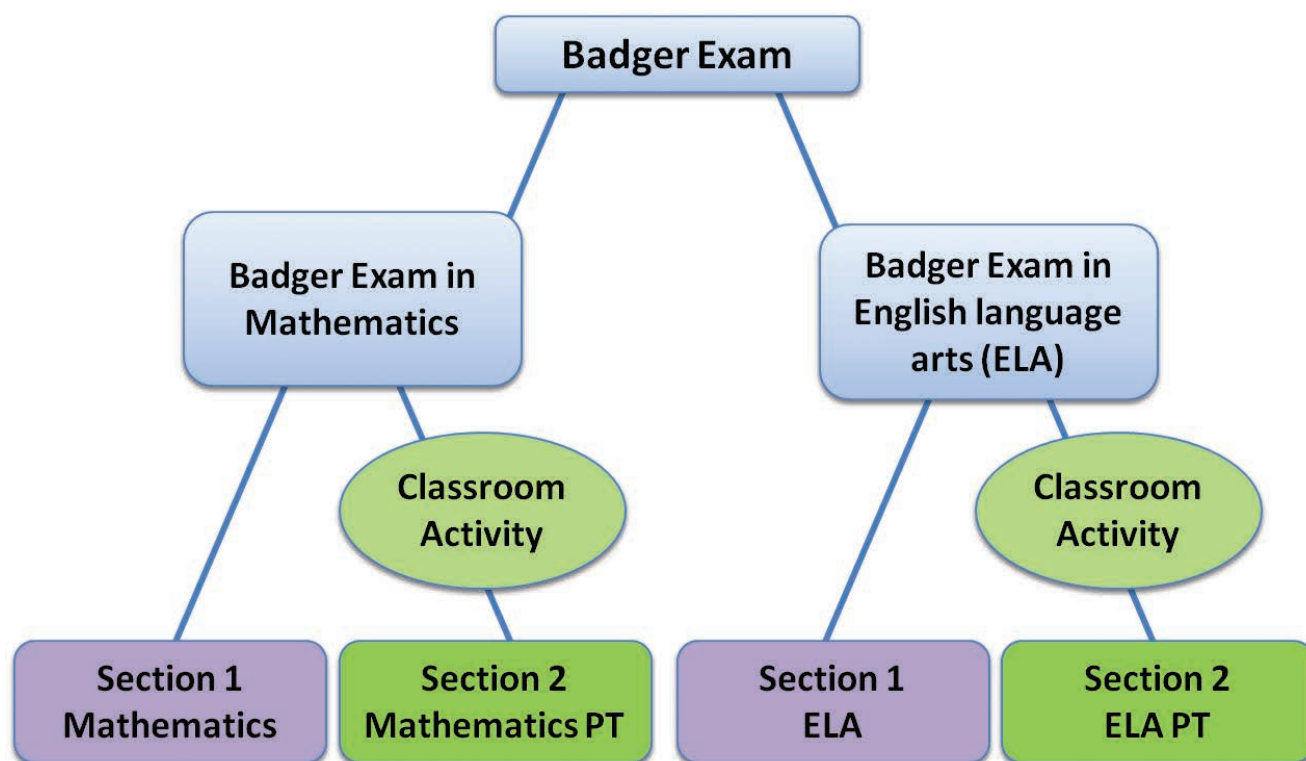 Badger Exam
Badger Exam in
Mathematics
Badger Exam in
English language
arts (ELA)
Classroom
Activity
Classroom
Activity
Section 1
Mathematics
Section 2
Mathematics PT
Section 1
ELA
Section 2
ELA PT